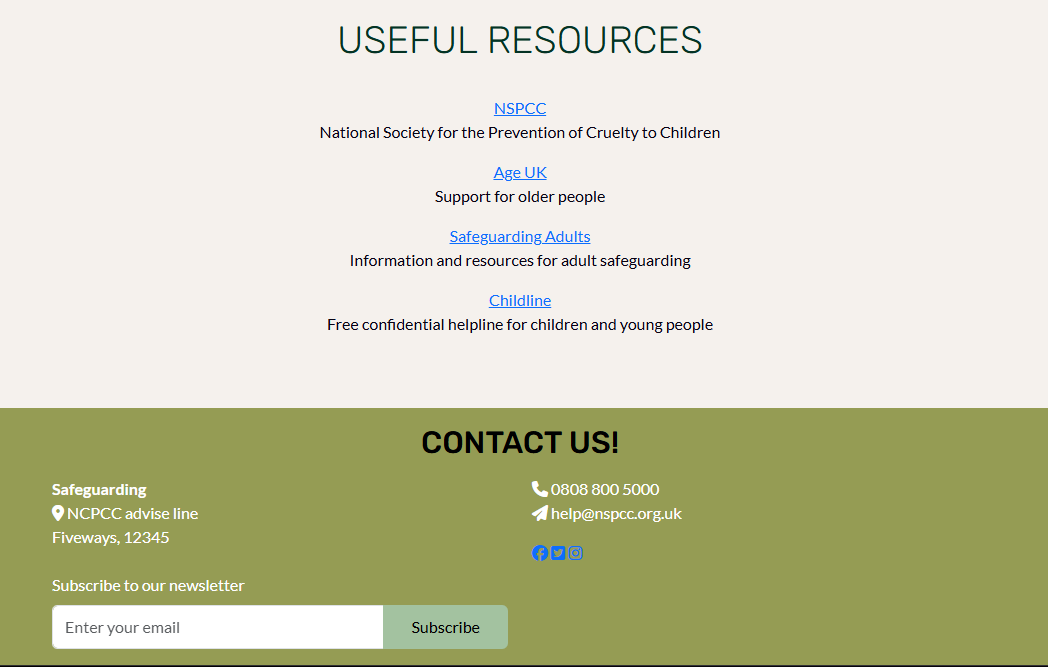 USEFUL RESOURCES
NSPCC
National Society for the Prevention of Cruelty to Children
Age UK
Support for older people
Safeguarding Adults
Information and resources for adult safeguarding
Childline
Free confidential helpline for children and young people
CONTACT US!
Safeguarding
NCPCC advise line
Fiveways, 12345
0808 800 5000
help@nspcc.org.uk
Subscribe to our newsletter
Enter your email
Subscribe